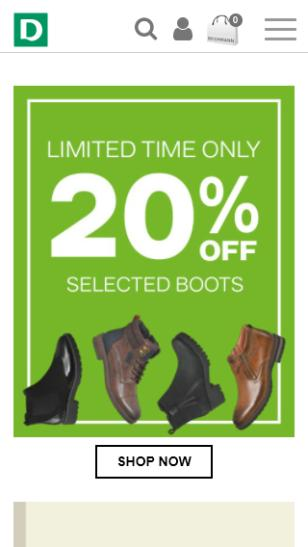 D
0
LIMITED TIME ONLY
20%
OFF
SELECTED BOOTS
SHOP NOW